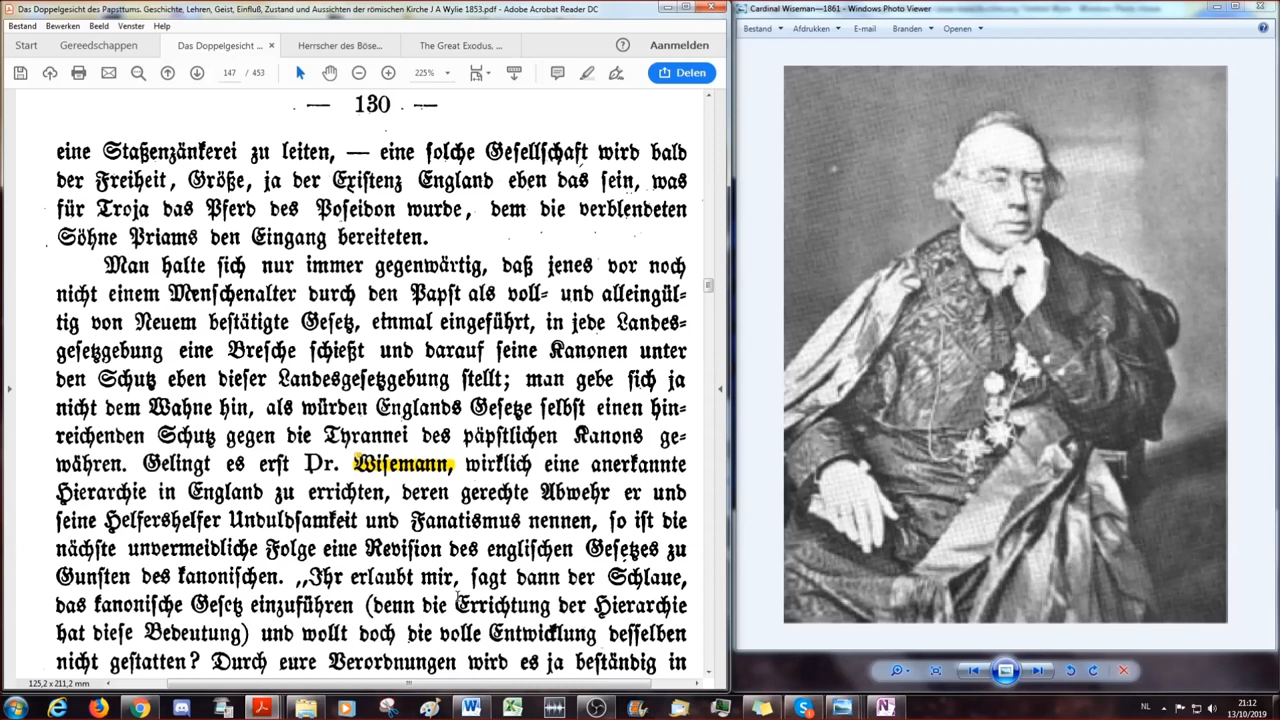 Das Doppelgesicht des Papsttums. Geschichte, Lehren, Geist, Einfluß, Zustand und Aussichten der römischen Kirche J A Wylie 1853.pdf - Adobe Acrobat Reader DC
Bestand Bewerken Beeld Venster Help
Start Gereedschappen Das Doppelgesicht ... × Herrscher des Böse... The Great Exodus, ... Aanmelden
147 / 453 225% Delen
— 130 —
eine Staßenzänkerei zu leiten, — eine solche Gesellschaft wird bald
der Freiheit, Größe, ja der Existenz England eben das sein, was
für Troja das Pferd des Poseidon wurde, dem die verblendeten
Söhne Priams den Eingang bereiteten.
Man halte sich nur immer gegenwärtig, daß jenes vor noch
nicht einem Menschenalter durch den Papst als voll- und alleingül-
tig von Neuem bestätigte Gesetz, einmal eingeführt, in jede Landes-
gesetzgebung eine Bresche schießt und darauf seine Kanonen unter
den Schutz eben dieser Landesgesetzgebung stellt; man gebe sich ja
nicht dem Wahne hin, als würden Englands Gesetze selbst einen hin-
reichenden Schutz gegen die Tyrannei des päpstlichen Kanons ge-
währen. Gelingt es erst Dr. Wisemann, wirklich eine anerkannte
Hierarchie in England zu errichten, deren gerechte Abwehr er und
seine Helfershelfer Unduldsamkeit und Fanatismus nennen, so ist die
nächste unvermeidliche Folge eine Revision des englischen Gesetzes zu
Gunsten des kanonischen. „Ihr erlaubt mir, sagt dann der Schlaue,
das kanonische Gesetz einzuführen (denn die Errichtung der Hierarchie
hat diese Bedeutung) und wollt doch die volle Entwicklung desselben
nicht gestatten? Durch eure Verordnungen wird es ja beständig in
125,2 x 211,2 mm
Cardinal Wiseman—1861 - Windows Photo Viewer
Bestand Afdrukken E-mail Branden Openen
NL 21:12
13/10/2019